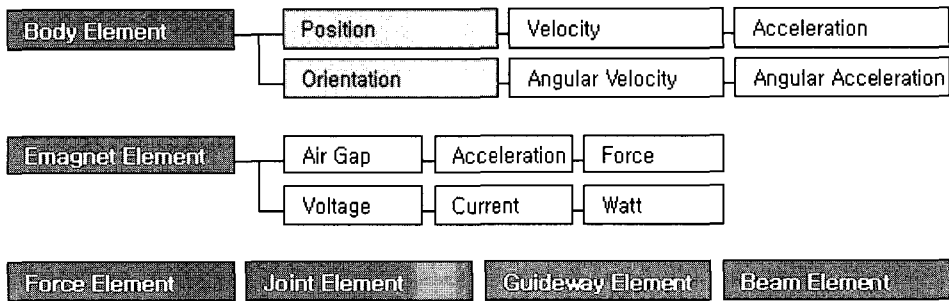 Body Element Position Velocity Acceleration
Orientation Angular Velocity Angular Acceleration
Emagnet Element Air Gap Acceleration Force
Voltage Current Watt
Force Element Joint Element Guideway Element Beam Element